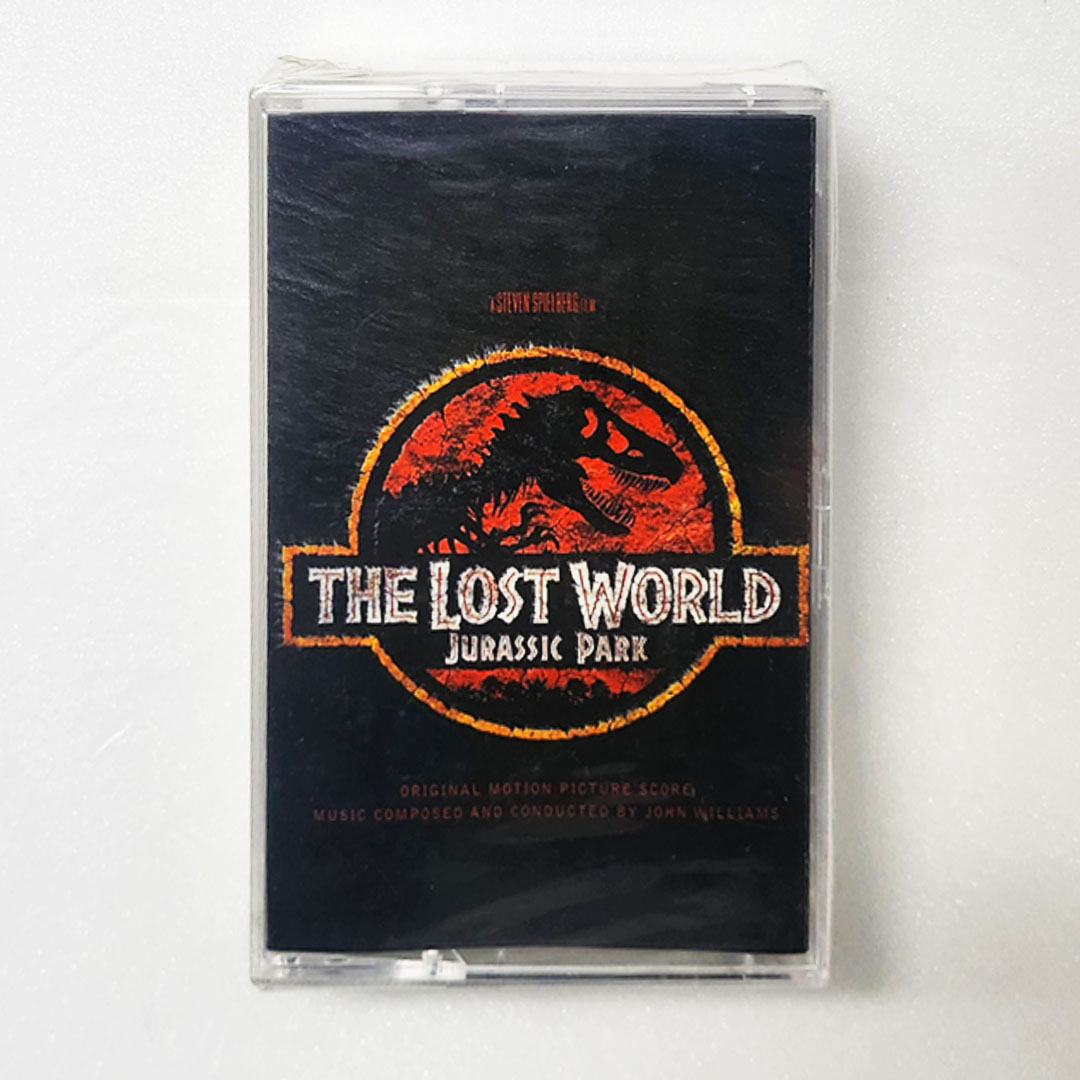 A STEVEN SPIELBERG FILM
THE LOST WORLD
JURASSIC PARK
ORIGINAL MOTION PICTURE SCORE
MUSIC COMPOSED AND CONDUCTED BY JOHN WILLIAMS